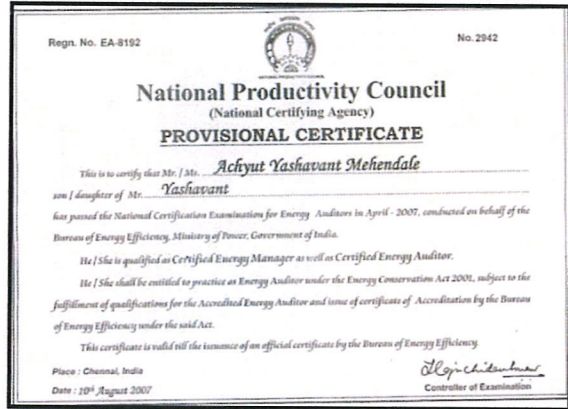 Regn. No. EA-8192
No. 2942
NATIONAL PRODUCTIVITY COUNCIL
National Productivity Council
(National Certifying Agency)
PROVISIONAL CERTIFICATE
This is to certify that Mr. / Ms. Achyut Yashavant Mehendale
son / daughter of Mr. Yashavant
has passed the National Certification Examination for Energy Auditors in April - 2007, conducted on behalf of the
Bureau of Energy Efficiency, Ministry of Power, Government of India.
He / She is qualified as Certified Energy Manager as well as Certified Energy Auditor.
He / She shall be entitled to practice as Energy Auditor under the Energy Conservation Act 2001, subject to the
fulfillment of qualifications for the Accredited Energy Auditor and issue of certificate of Accreditation by the Bureau
of Energy Efficiency under the said Act.
This certificate is valid till the issuance of an official certificate by the Bureau of Energy Efficiency.
Place : Chennai, India
Controller of Examination
Date : 10th August 2007